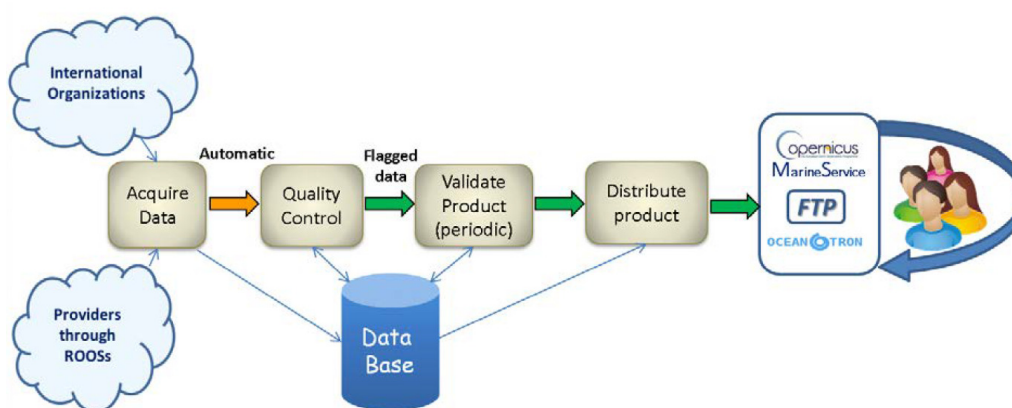 International
Organizations
Providers
through
ROOSs
Acquire
Data
Automatic
Quality
Control
Flagged
data
Validate
Product
(periodic)
Distribute
product
Data
Base
Copernicus
MarineService
FTP
OCEANOTRON